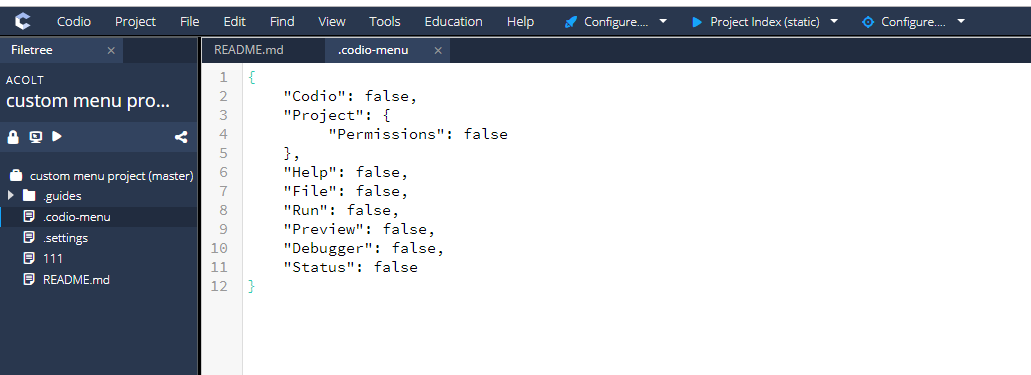 Codio Project File Edit Find View Tools Education Help Configure.... Project Index (static) Configure....
Filetree × README.md .codio-menu ×
ACOLT
custom menu pro...
custom menu project (master)
.guides
.codio-menu
.settings
111
README.md
1 {
2 "Codio": false,
3 "Project": {
4 "Permissions": false
5 },
6 "Help": false,
7 "File": false,
8 "Run": false,
9 "Preview": false,
10 "Debugger": false,
11 "Status": false
12 }